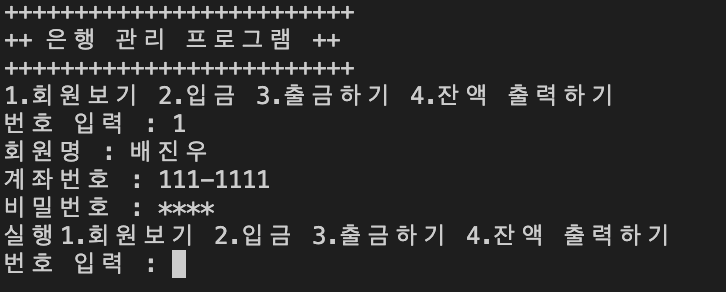 +++++++++++++++++++++++++
++ 은행 관리 프로그램 ++
+++++++++++++++++++++++++
1.회원보기 2.입금 3.출금하기 4.잔액 출력하기
번호 입력 : 1
회원명 : 배진우
계좌번호 : 111-1111
비밀번호 : ****
실행1.회원보기 2.입금 3.출금하기 4.잔액 출력하기
번호 입력 :